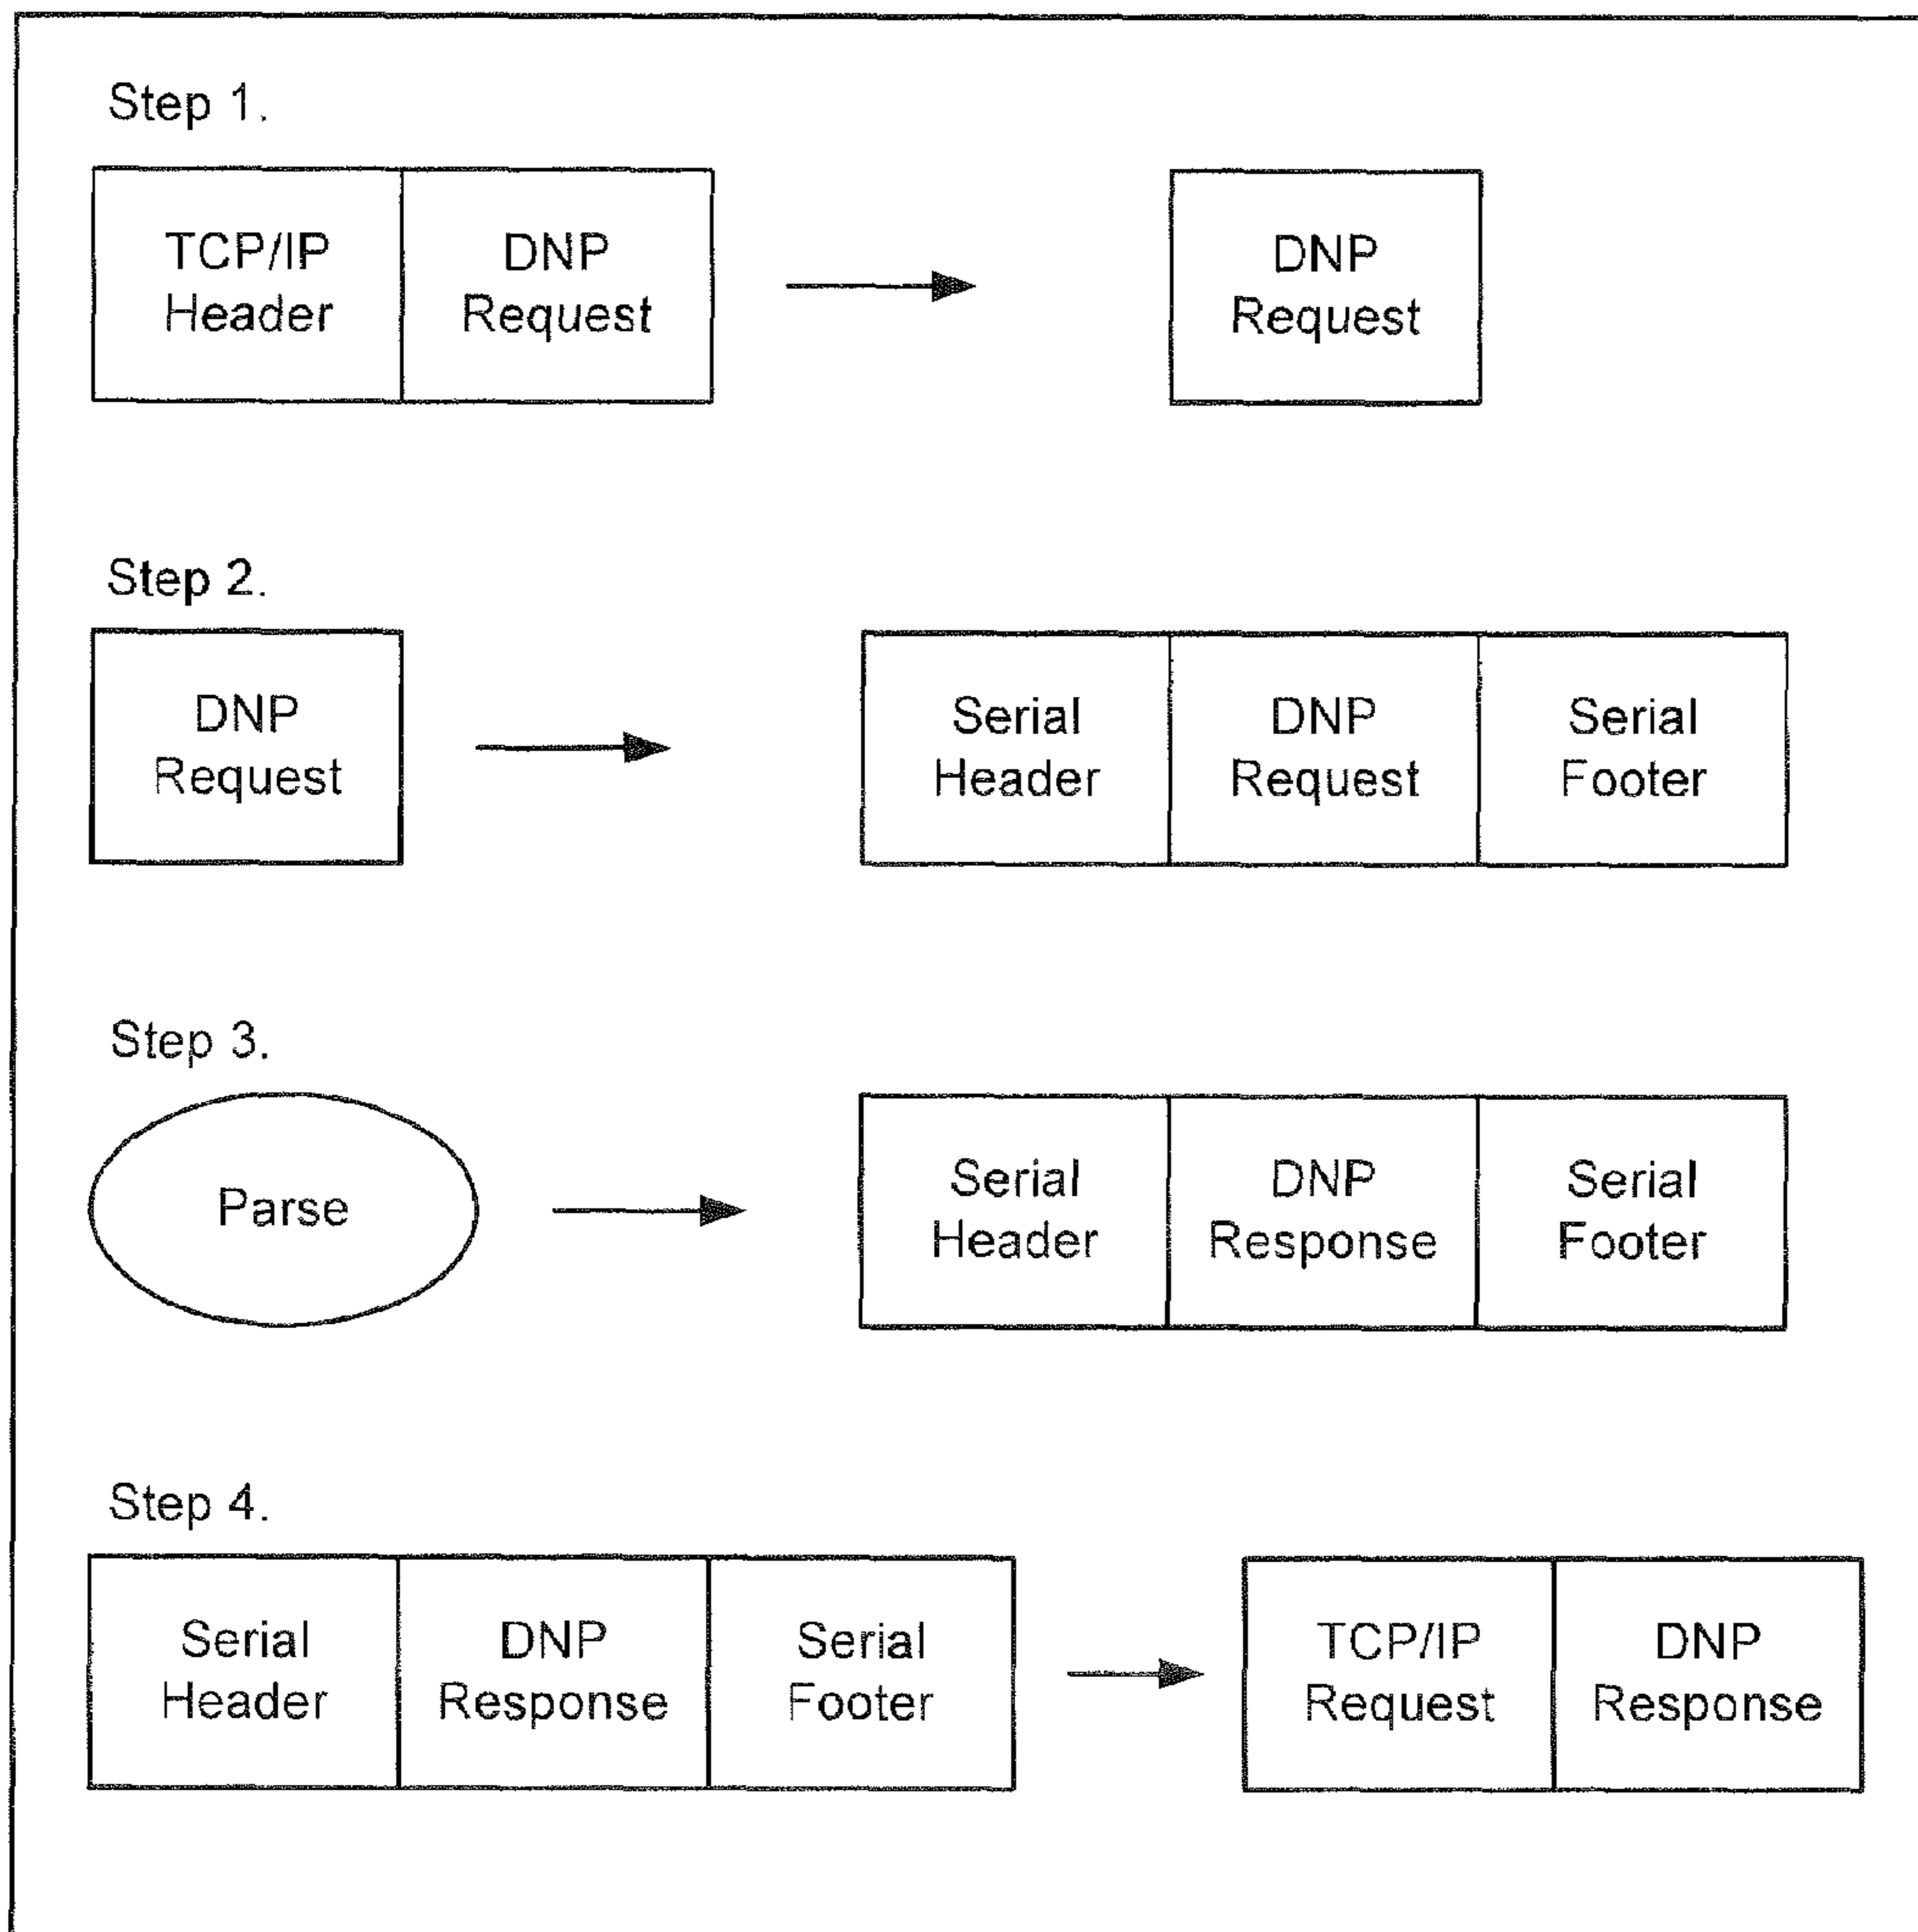 Step 1.
TCP/IP
Header
DNP
Request
DNP
Request
Step 2.
DNP
Request
Serial
Header
DNP
Request
Serial
Footer
Step 3.
Parse
Serial
Header
DNP
Response
Serial
Footer
Step 4.
Serial
Header
DNP
Response
Serial
Footer
TCP/IP
Request
DNP
Response